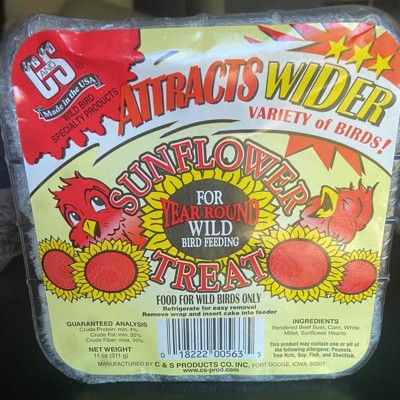 C AND S®
Made in the USA
WILD BIRD
SPECIALTY PRODUCTS
ATTRACTS WIDER
VARIETY of BIRDS!
SUNFLOWER
FOR
YEAR ROUND
WILD
BIRD FEEDING
TREAT
FOOD FOR WILD BIRDS ONLY
Refrigerate for easy removal
Remove wrap and insert cake into feeder
GUARANTEED ANALYSIS
Crude Protein: min. 4%,
Crude Fat: min. 35%
Crude Fiber: max. 10%
NET WEIGHT
11 oz (311 g)
0 18222 00563 5
INGREDIENTS
Rendered Beef Suet, Corn, White
Millet, Sunflower Hearts
This product may contain one or all of
the following allergens: Peanuts,
Tree Nuts, Soy, Fish, and Shellfish.
MANUFACTURED BY C & S PRODUCTS CO. INC. FORT DODGE, IOWA 50501
www.cs-prod.com